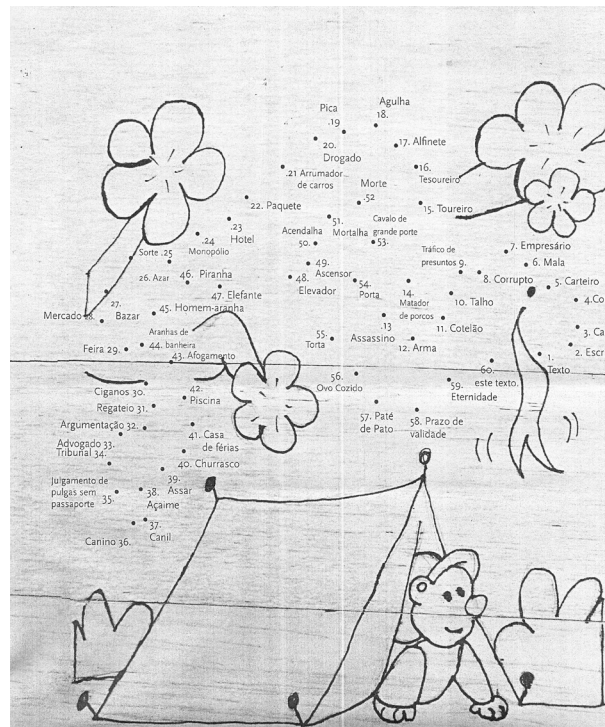 Pica
.19
Agulha
18.
20.
Drogado
17. Alfinete
.21 Arrumador
de carros
16.
Tesoureiro
22. Paquete
Morte
.52
15. Toureiro
.23
Hotel
51.
Mortalha
Cavalo de
grande porte
53.
.24
Monopólio
Acendalha
50.
7. Empresário
Sorte .25
26. Azar
49.
Ascensor
Tráfico de
presuntos 9.
6. Mala
46. Piranha
48.
Elevador
54.
Porta
8. Corrupto
5. Carteiro
27.
Bazar
47. Elefante
14.
Matador
de porcos
10. Talho
4. Co
Mercado 28.
45. Homem-aranha
.13
Assassino
11. Cotelão
3. Ca
Aranhas de
44. banheira
55.
Torta
12. Arma
2. Escr
Feira 29.
43. Afogamento
1.
Texto
60.
este texto.
56.
Ovo Cozido
59.
Eternidade
Ciganos 30.
42.
Piscina
Regateio 31.
57. Paté
de Pato
58. Prazo de
validade
Argumentação 32.
41. Casa
de férias
Advogado 33.
Tribunal 34.
40. Churrasco
39.
Assar
Julgamento de
pulgas sem
passaporte
35.
38.
Açaime
37.
Canil
Canino 36.